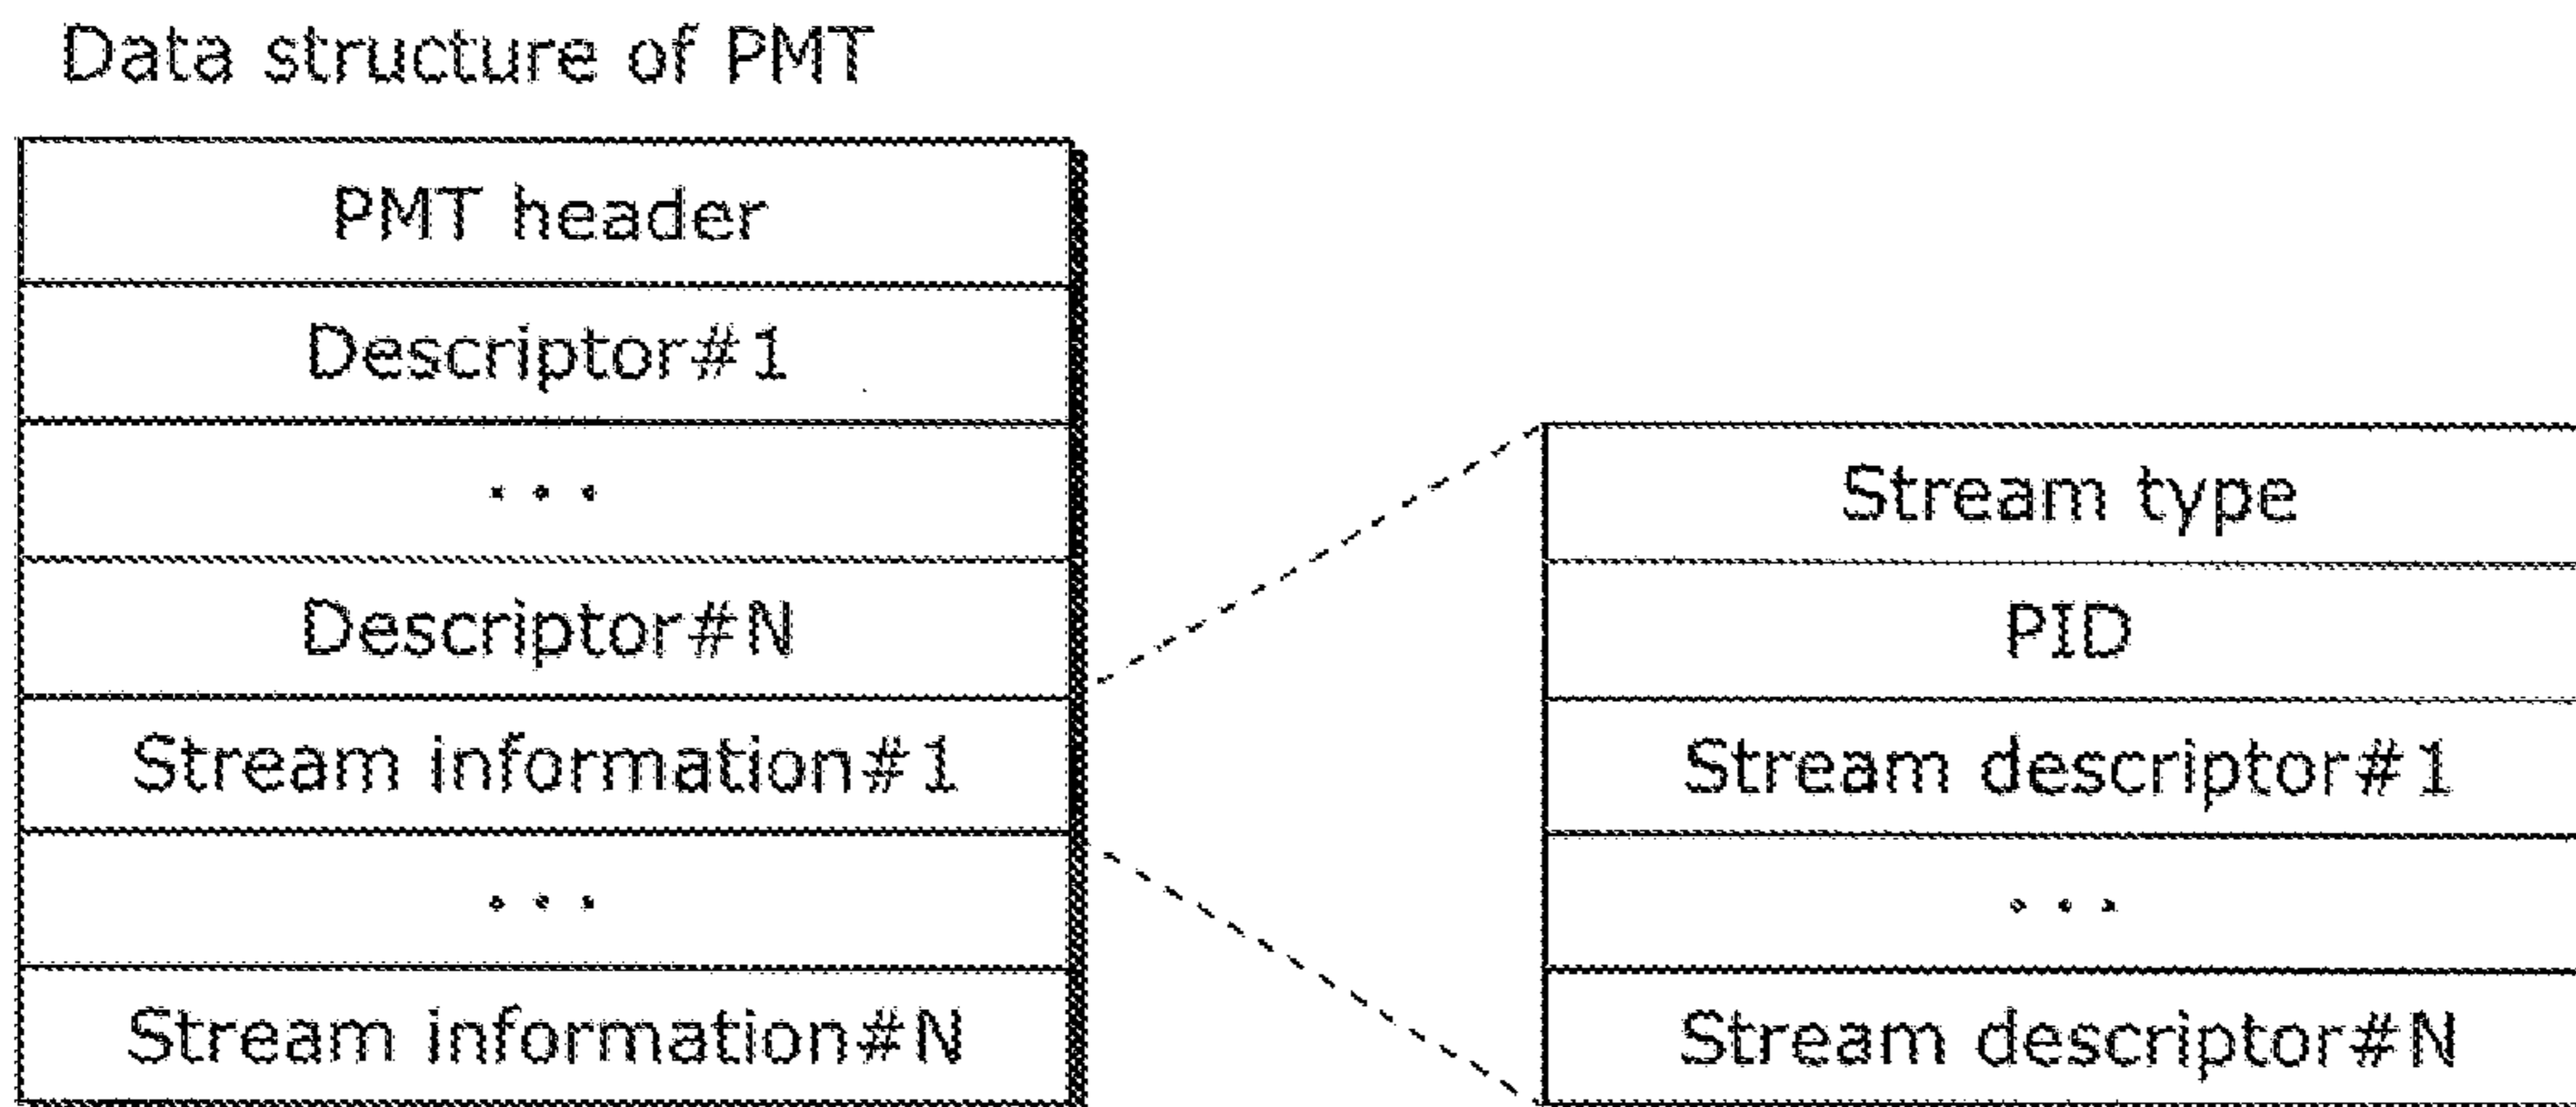 Data structure of PMT
PMT header
Descriptor#1
...
Descriptor#N
Stream information#1
...
Stream information#N
Stream type
PID
Stream descriptor#1
...
Stream descriptor#N